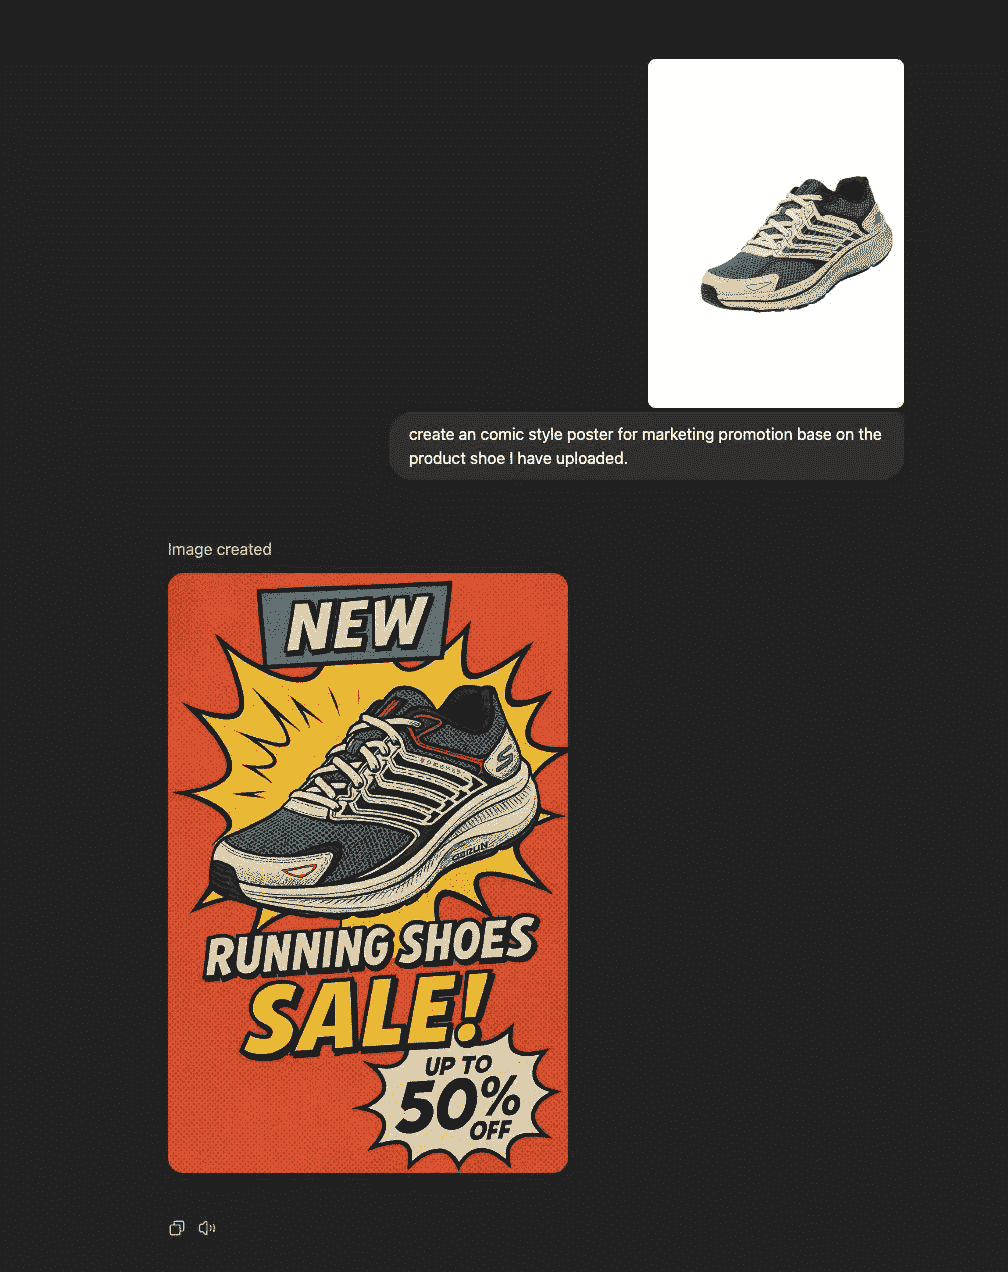 create an comic style poster for marketing promotion base on the
product shoe I have uploaded.
Image created
NEW
RUNNING SHOES
SALE!
UP TO
50%
OFF